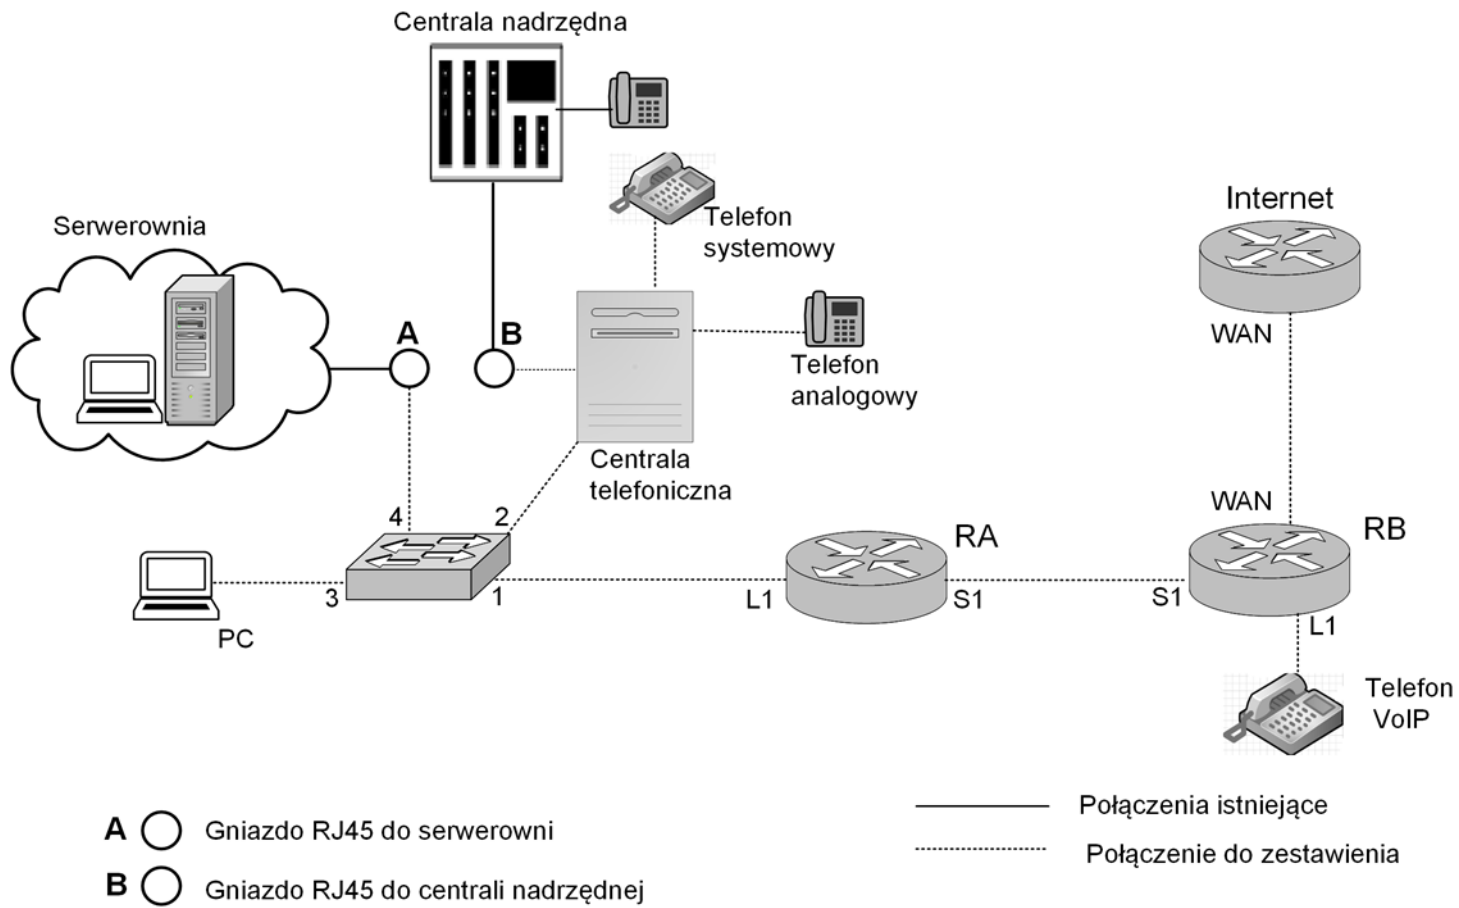 Centrala nadrzędna
Telefon
systemowy
Serwerownia
Internet
A
B
WAN
Telefon
analogowy
Centrala
telefoniczna
WAN
4
2
RA
RB
3
1
L1
S1
S1
L1
PC
Telefon
VoIP
A Gniazdo RJ45 do serwerowni
B Gniazdo RJ45 do centrali nadrzędnej
Połączenia istniejące
Połączenie do zestawienia